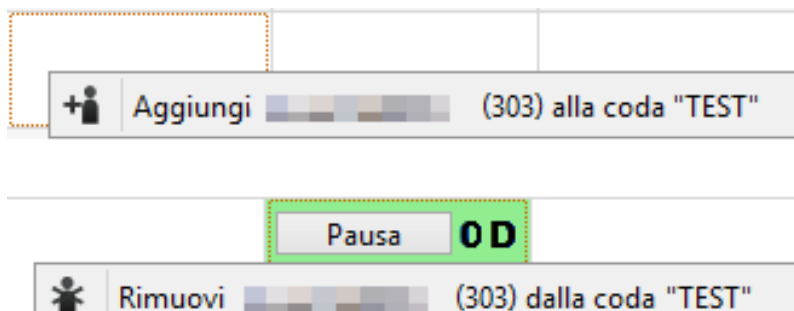 Aggiungi (303) alla coda "TEST"
Pausa 0 D
Rimuovi (303) dalla coda "TEST"